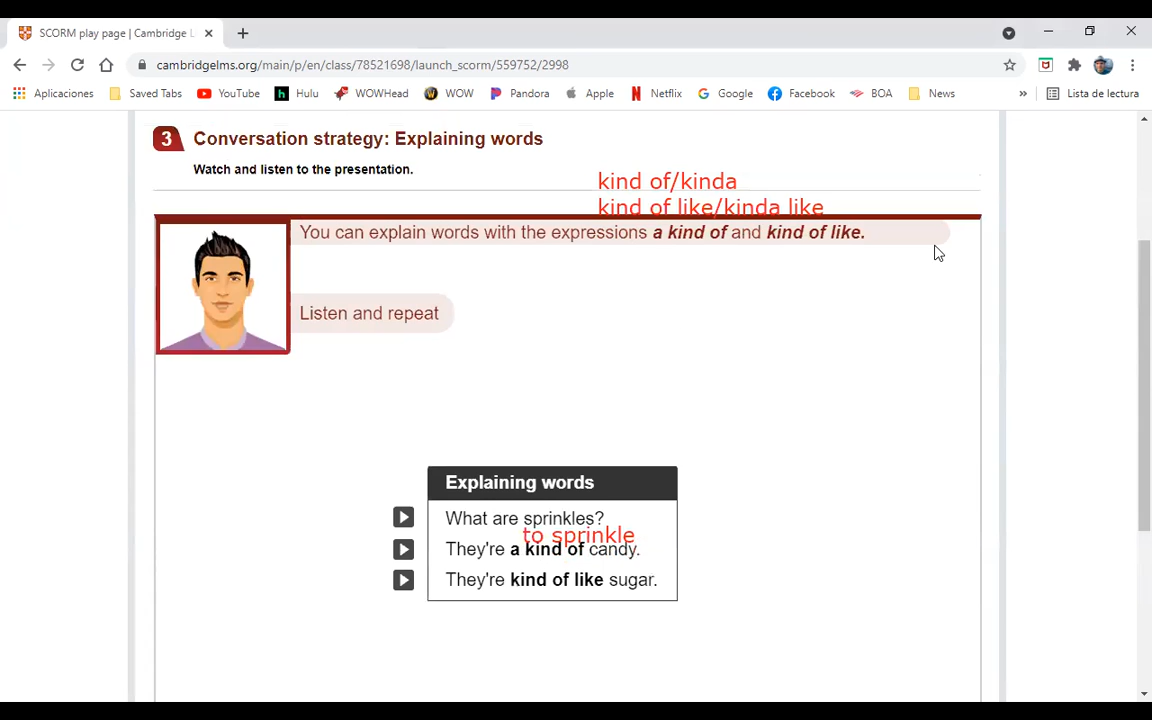 SCORM play page | Cambridge L
cambridgelms.org/main/p/en/class/78521698/launch_scorm/559752/2998
Aplicaciones Saved Tabs YouTube Hulu WOWHead WOW Pandora Apple Netflix Google Facebook BOA News » Lista de lectura
3 Conversation strategy: Explaining words
Watch and listen to the presentation.
kind of/kinda
kind of like/kinda like
You can explain words with the expressions a kind of and kind of like.
Listen and repeat
Explaining words
What are sprinkles?
to sprinkle
They're a kind of candy.
They're kind of like sugar.